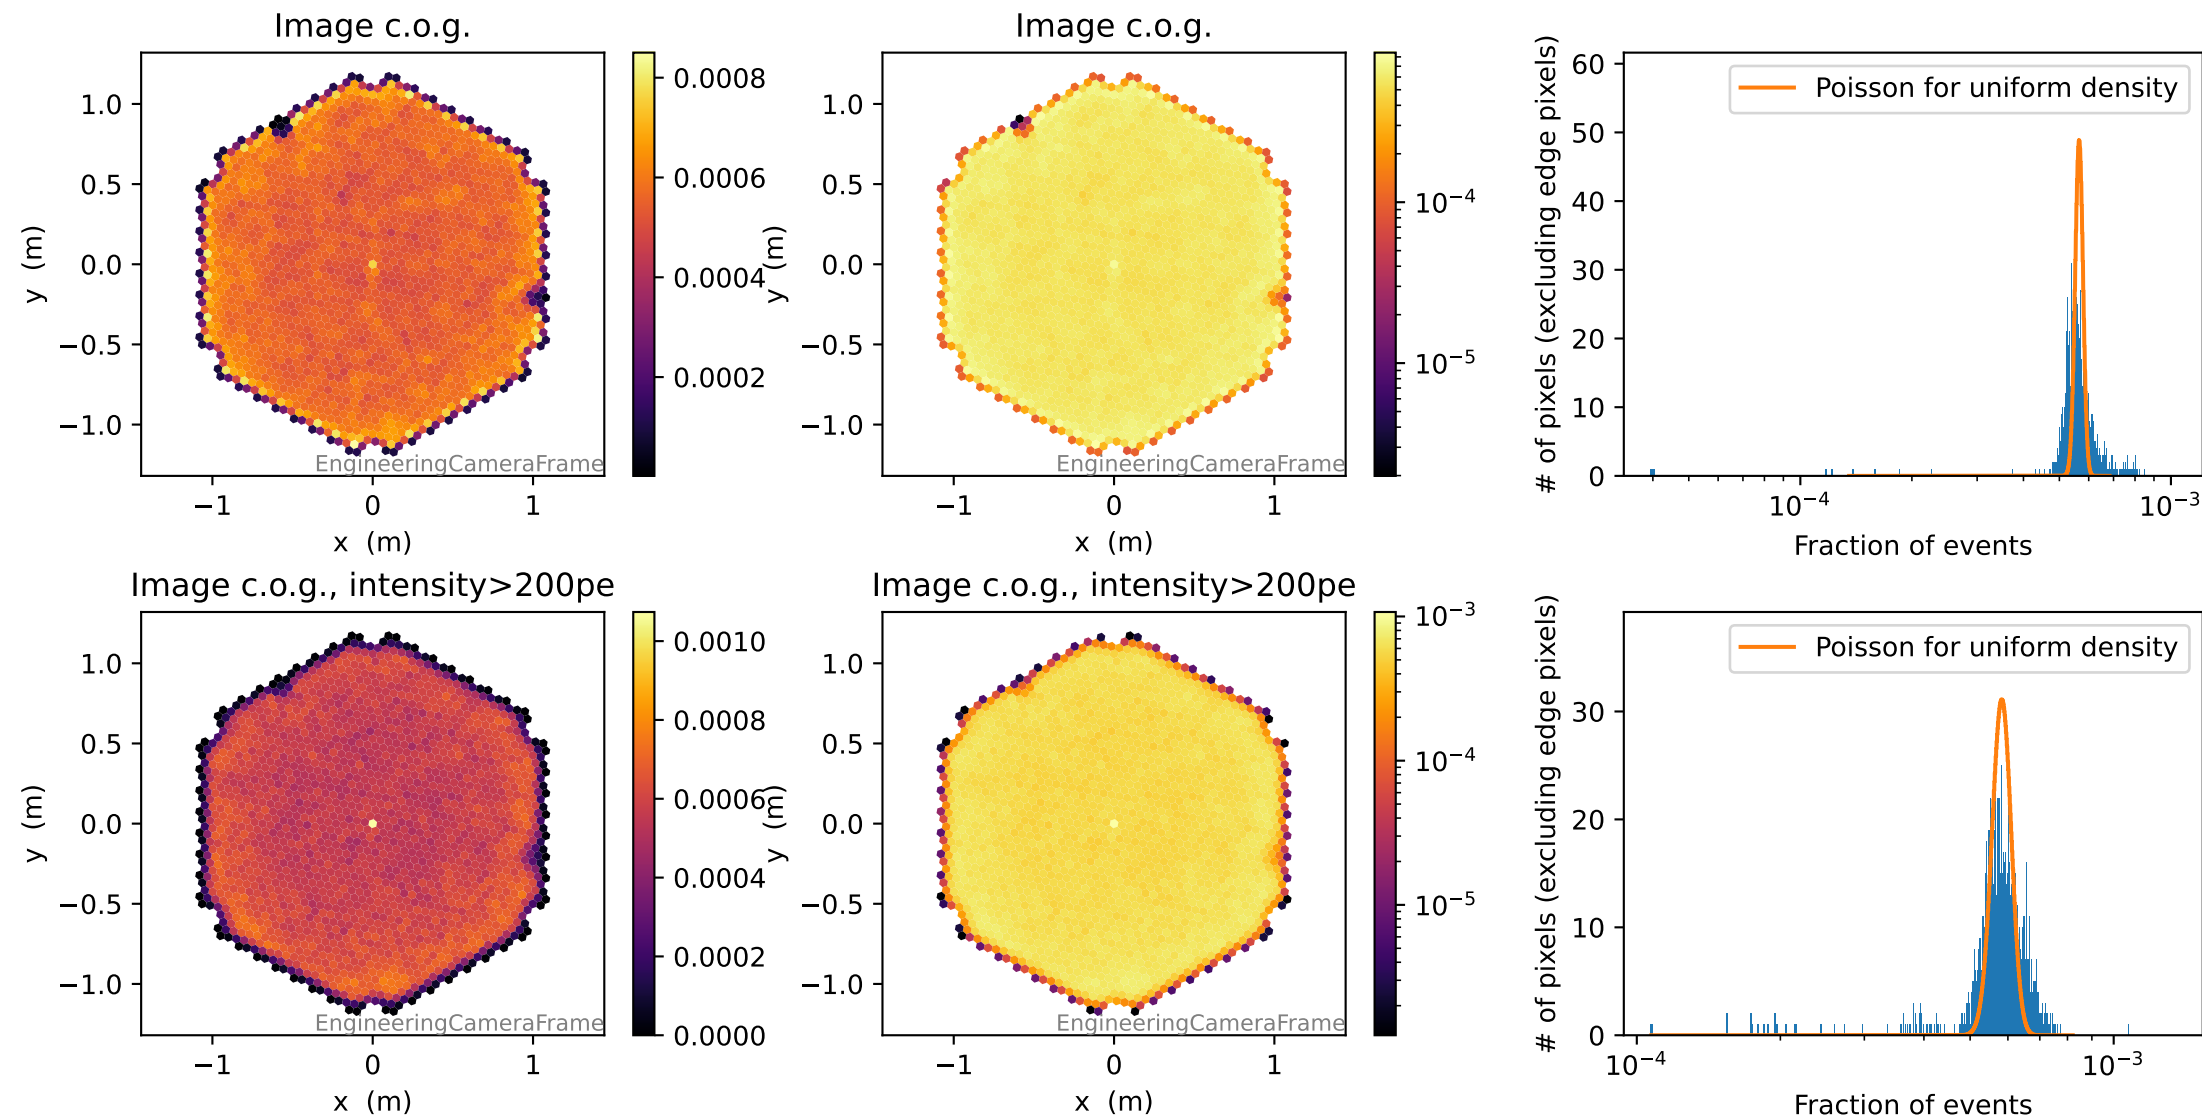 Image c.o.g.
1.0
0.5
0.0
−0.5
−1.0
y (m)
−1
0
1
x (m)
EngineeringCameraFrame
0.0008
0.0006
0.0004
0.0002
Image c.o.g.
1.0
0.5
0.0
−0.5
−1.0
y (m)
−1
0
1
x (m)
EngineeringCameraFrame
10−4
10−5
# of pixels (excluding edge pixels)
60
50
40
30
20
10
0
Poisson for uniform density
10−4
10−3
Fraction of events
Image c.o.g., intensity>200pe
1.0
0.5
0.0
−0.5
−1.0
y (m)
−1
0
1
x (m)
EngineeringCameraFrame
0.0010
0.0008
0.0006
0.0004
0.0002
0.0000
Image c.o.g., intensity>200pe
1.0
0.5
0.0
−0.5
−1.0
y (m)
−1
0
1
x (m)
EngineeringCameraFrame
10−3
10−4
10−5
# of pixels (excluding edge pixels)
30
20
10
0
Poisson for uniform density
10−4
10−3
Fraction of events